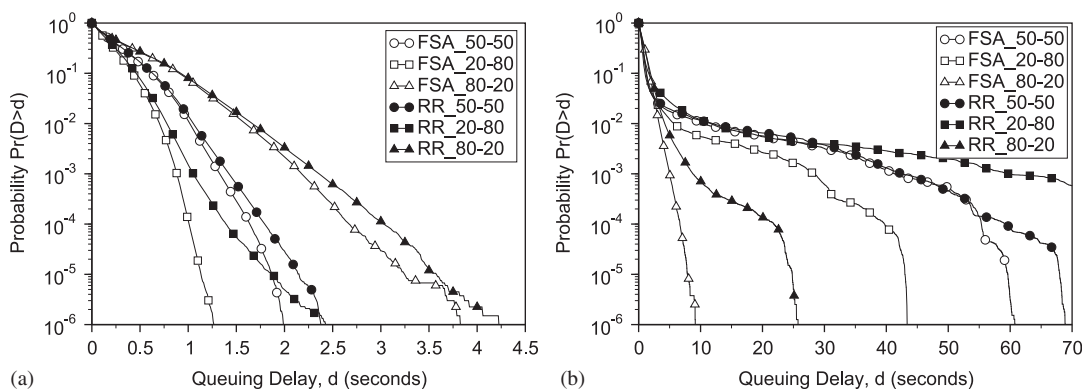 Probability Pr(D>d)
10^0
10^-1
10^-2
10^-3
10^-4
10^-5
10^-6
FSA_50-50
FSA_20-80
FSA_80-20
RR_50-50
RR_20-80
RR_80-20
0 0.5 1 1.5 2 2.5 3 3.5 4 4.5
(a) Queuing Delay, d (seconds)
Probability Pr(D>d)
10^0
10^-1
10^-2
10^-3
10^-4
10^-5
10^-6
FSA_50-50
FSA_20-80
FSA_80-20
RR_50-50
RR_20-80
RR_80-20
0 10 20 30 40 50 60 70
(b) Queuing Delay, d (seconds)